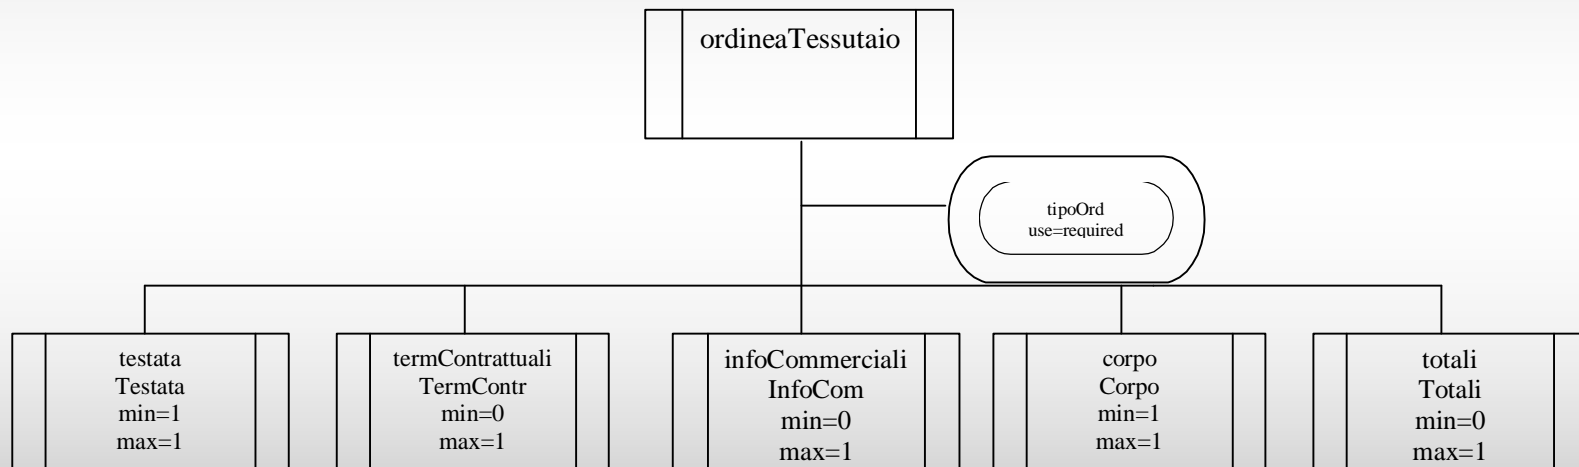 ordineaTessutaio
tipoOrd
use=required
testata
Testata
min=1
max=1
termContrattuali
TermContr
min=0
max=1
infoCommerciali
InfoCom
min=0
max=1
corpo
Corpo
min=1
max=1
totali
Totali
min=0
max=1